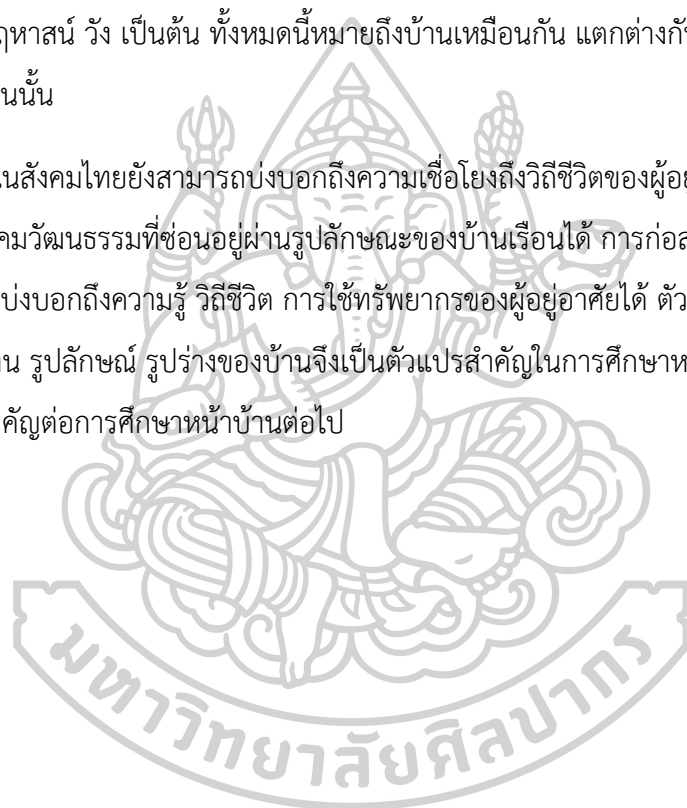 ฤหาสน์ วัง เป็นต้น ทั้งหมดนี้หมายถึงบ้านเหมือนกัน แตกต่างกั
นนั้น
นสังคมไทยยังสามารถบ่งบอกถึงความเชื่อโยงถึงวิถีชีวิตของผู้อยู
คมวัฒนธรรมที่ซ่อนอยู่ผ่านรูปลักษณะของบ้านเรือนได้ การก่อส
บ่งบอกถึงความรู้ วิถีชีวิต การใช้ทรัพยากรของผู้อยู่อาศัยได้ ตัว
น รูปลักษณ์ รูปร่างของบ้านจึงเป็นตัวแปรสำคัญในการศึกษาห
คัญต่อการศึกษาหน้าบ้านต่อไป
มหาวิทยาลัยศิลปากร